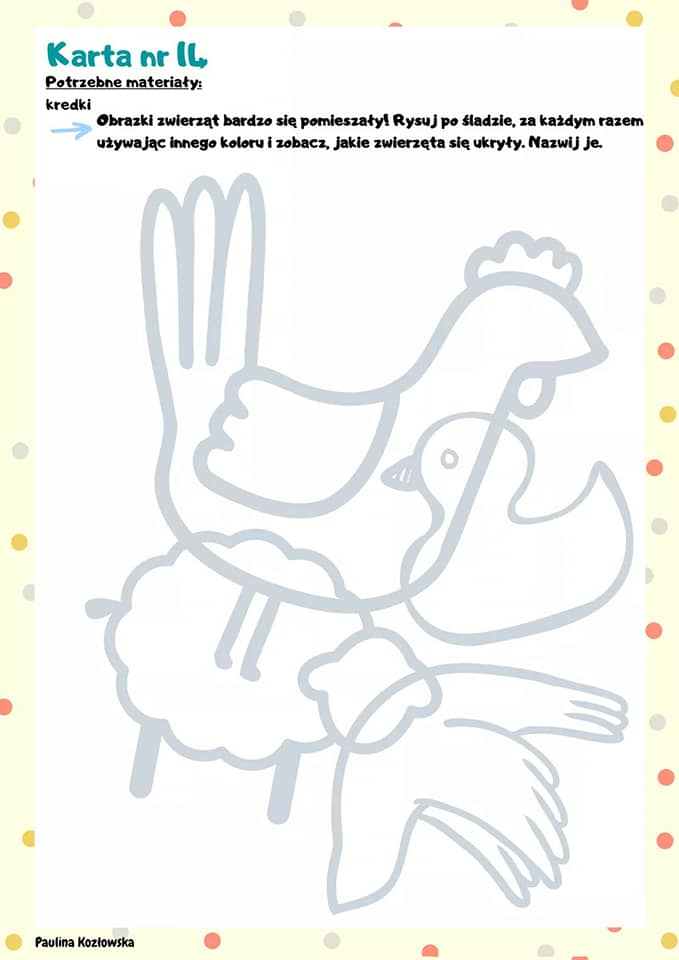 Karta nr 14
Potrzebne materiały:
kredki
Obrazki zwierząt bardzo się pomieszały! Rysuj po śladzie, za każdym razem
używając innego koloru i zobacz, jakie zwierzęta się ukryły. Nazwij je.
Paulina Kozłowska